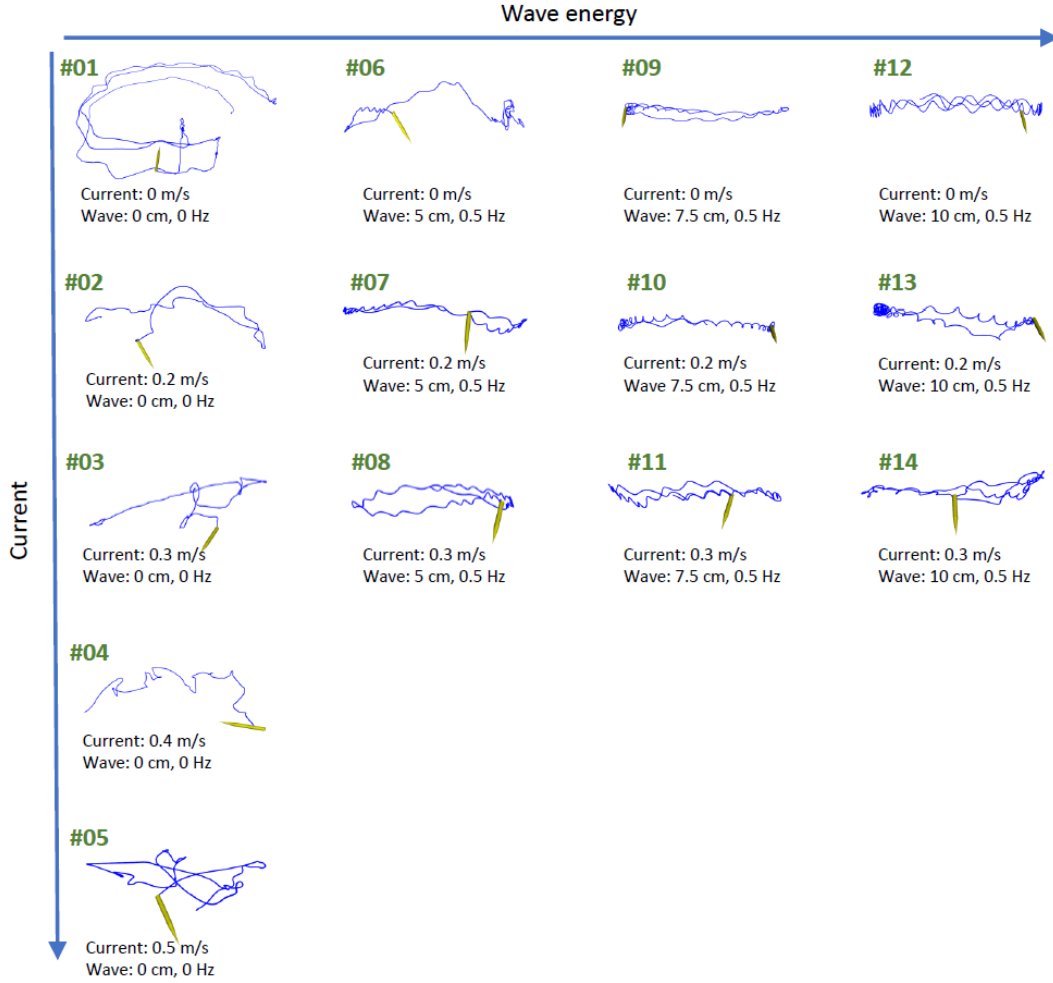 Wave energy
#01
#06
#09
#12
Current: 0 m/s
Wave: 0 cm, 0 Hz
Current: 0 m/s
Wave: 5 cm, 0.5 Hz
Current: 0 m/s
Wave: 7.5 cm, 0.5 Hz
Current: 0 m/s
Wave: 10 cm, 0.5 Hz
#02
#07
#10
#13
Current: 0.2 m/s
Wave: 0 cm, 0 Hz
Current: 0.2 m/s
Wave: 5 cm, 0.5 Hz
Current: 0.2 m/s
Wave 7.5 cm, 0.5 Hz
Current: 0.2 m/s
Wave: 10 cm, 0.5 Hz
#03
#08
#11
#14
Current: 0.3 m/s
Wave: 0 cm, 0 Hz
Current: 0.3 m/s
Wave: 5 cm, 0.5 Hz
Current: 0.3 m/s
Wave: 7.5 cm, 0.5 Hz
Current: 0.3 m/s
Wave: 10 cm, 0.5 Hz
Current
#04
Current: 0.4 m/s
Wave: 0 cm, 0 Hz
#05
Current: 0.5 m/s
Wave: 0 cm, 0 Hz